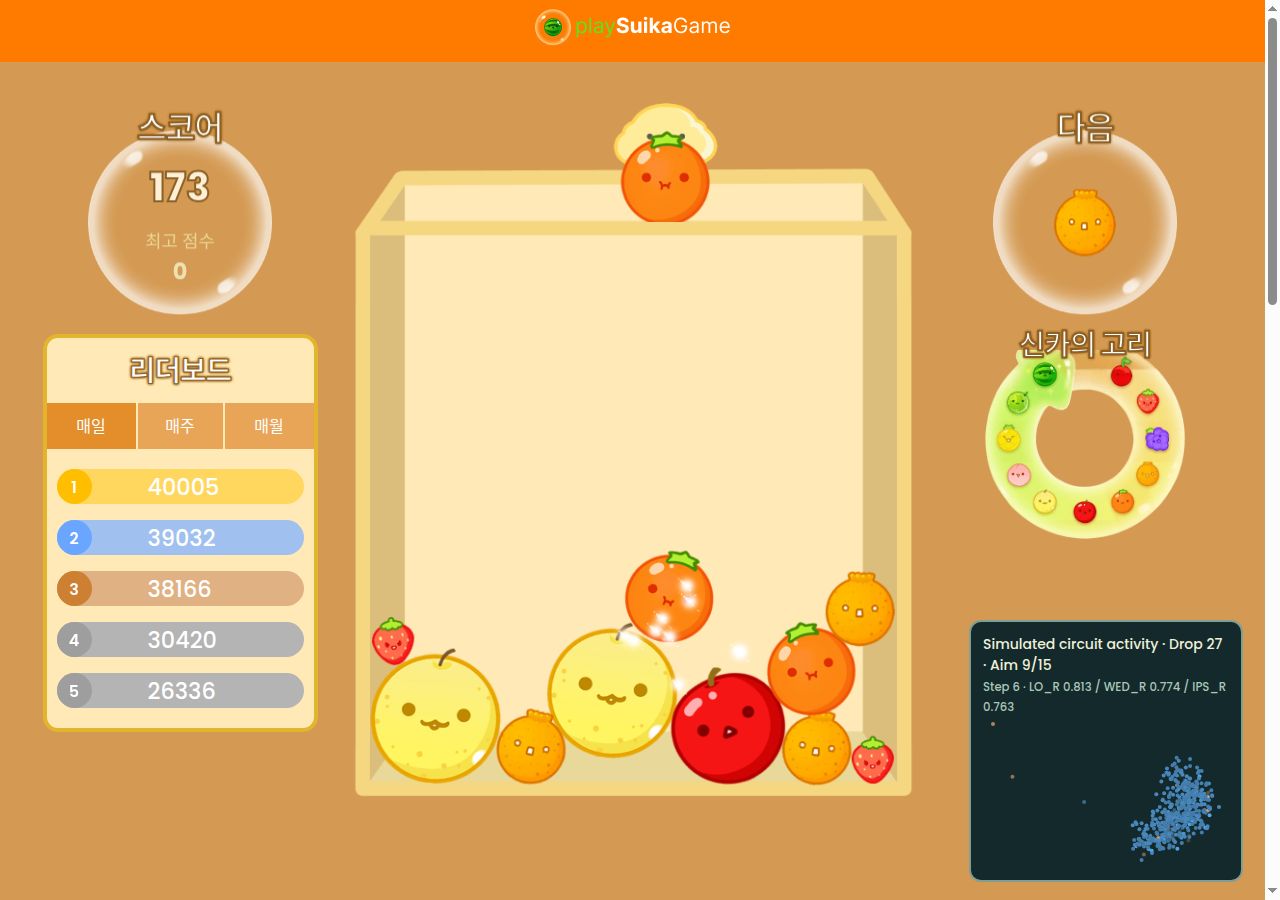 playSuikaGame
스코어
173
최고 점수
0
다음
리더보드
매일 매주 매월
1 40005
2 39032
3 38166
4 30420
5 26336
신카의 고리
Simulated circuit activity · Drop 27
· Aim 9/15
Step 6 · LO_R 0.813 / WED_R 0.774 / IPS_R
0.763